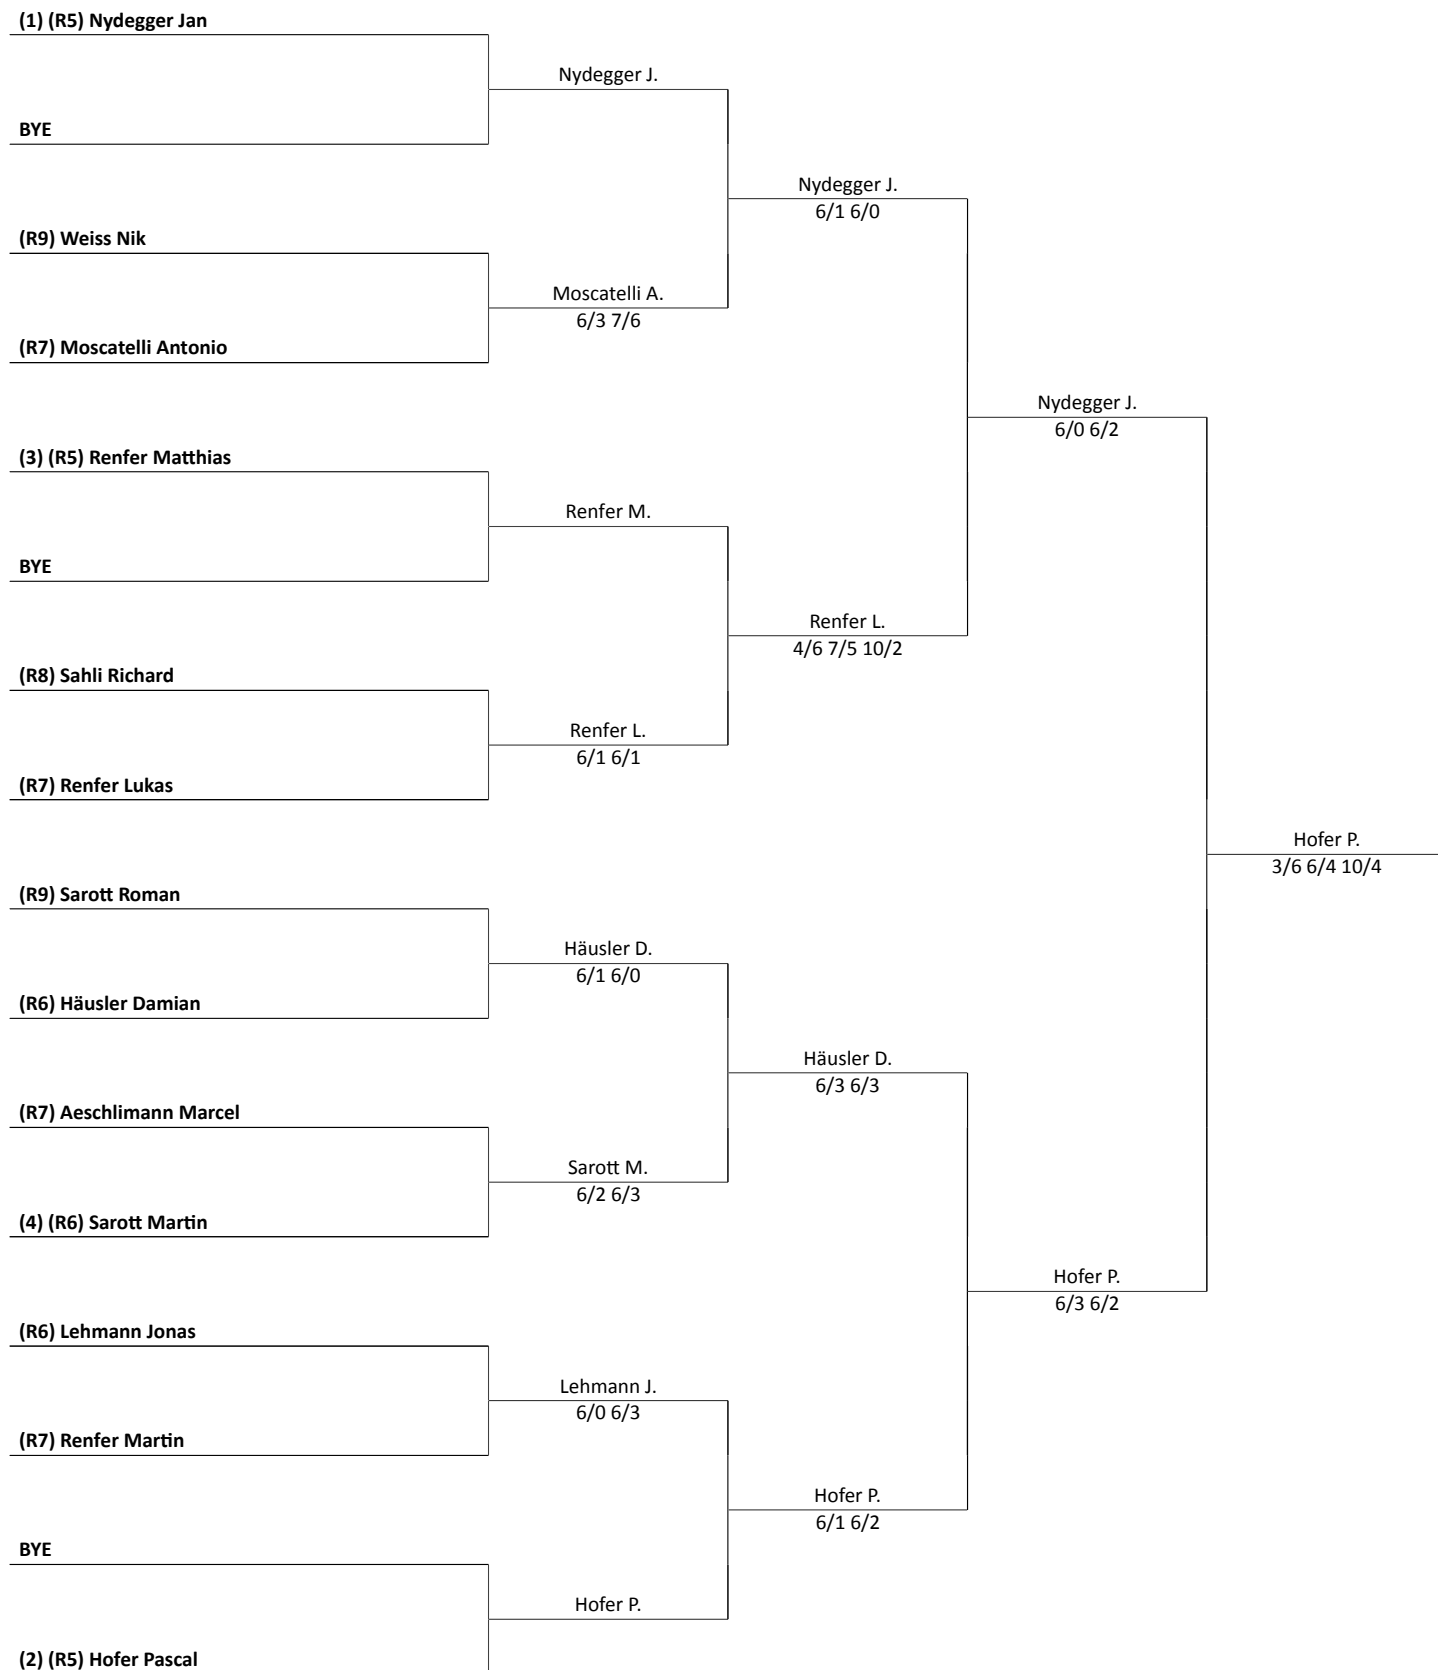 (1) (R5) Nydegger Jan
Nydegger J.
BYE
Nydegger J.
6/1 6/0
(R9) Weiss Nik
Moscatelli A.
6/3 7/6
(R7) Moscatelli Antonio
Nydegger J.
6/0 6/2
(3) (R5) Renfer Matthias
Renfer M.
BYE
Renfer L.
4/6 7/5 10/2
(R8) Sahli Richard
Renfer L.
6/1 6/1
(R7) Renfer Lukas
Hofer P.
3/6 6/4 10/4
(R9) Sarott Roman
Häusler D.
6/1 6/0
(R6) Häusler Damian
Häusler D.
6/3 6/3
(R7) Aeschlimann Marcel
Sarott M.
6/2 6/3
(4) (R6) Sarott Martin
Hofer P.
6/3 6/2
(R6) Lehmann Jonas
Lehmann J.
6/0 6/3
(R7) Renfer Martin
Hofer P.
6/1 6/2
BYE
Hofer P.
(2) (R5) Hofer Pascal